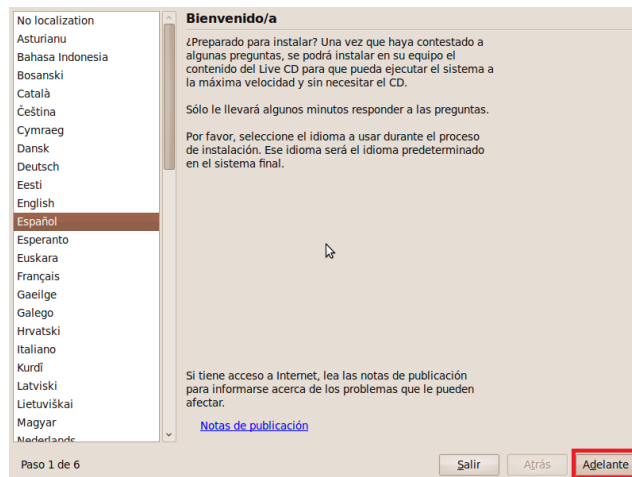 No localization
Asturianu
Bahasa Indonesia
Bosanski
Català
Čeština
Cymraeg
Dansk
Deutsch
Eesti
English
Español
Esperanto
Euskara
Français
Gaeilge
Galego
Hrvatski
Italiano
Kurdî
Latviski
Lietuviškai
Magyar
Nederlands
Bienvenido/a
¿Preparado para instalar? Una vez que haya contestado a
algunas preguntas, se podrá instalar en su equipo el
contenido del Live CD para que pueda ejecutar el sistema a
la máxima velocidad y sin necesitar el CD.
Sólo le llevará algunos minutos responder a las preguntas.
Por favor, seleccione el idioma a usar durante el proceso
de instalación. Ese idioma será el idioma predeterminado
en el sistema final.
Si tiene acceso a Internet, lea las notas de publicación
para informarse acerca de los problemas que le pueden
afectar.
Notas de publicación
Paso 1 de 6
Salir
Atrás
Adelante